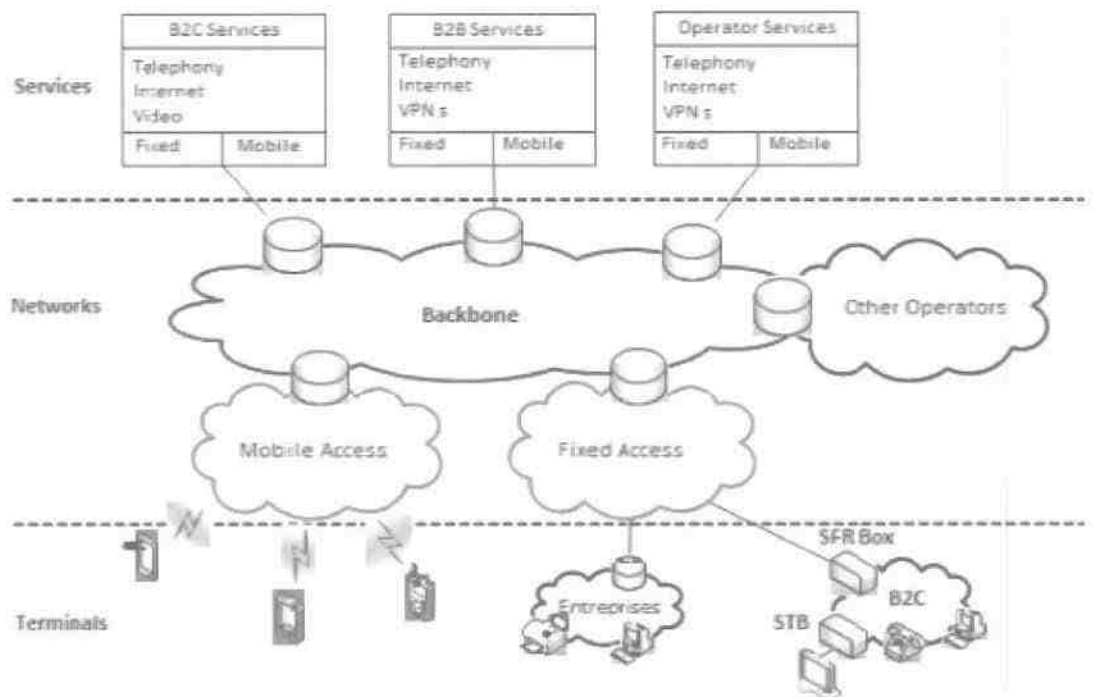 B2C Services
Telephony
Internet
Video
Fixed
Mobile
B2B Services
Telephony
Internet
VPN s
Fixed
Mobile
Operator Services
Telephony
Internet
VPN s
Fixed
Mobile
Services
Networks
Backbone
Other Operators
Mobile Access
Fixed Access
Terminals
Entreprises
SFR Box
B2C
STB